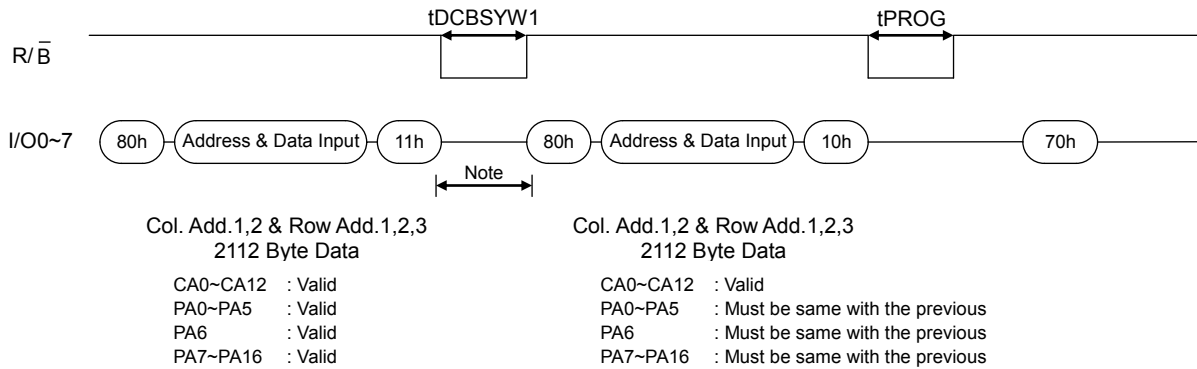 tDCBSYW1 tPROG
R/B̅
I/O0~7 80h Address & Data Input 11h 80h Address & Data Input 10h 70h
Note
Col. Add.1,2 & Row Add.1,2,3 Col. Add.1,2 & Row Add.1,2,3
2112 Byte Data 2112 Byte Data
CA0~CA12 : Valid CA0~CA12 : Valid
PA0~PA5 : Valid PA0~PA5 : Must be same with the previous
PA6 : Valid PA6 : Must be same with the previous
PA7~PA16 : Valid PA7~PA16 : Must be same with the previous